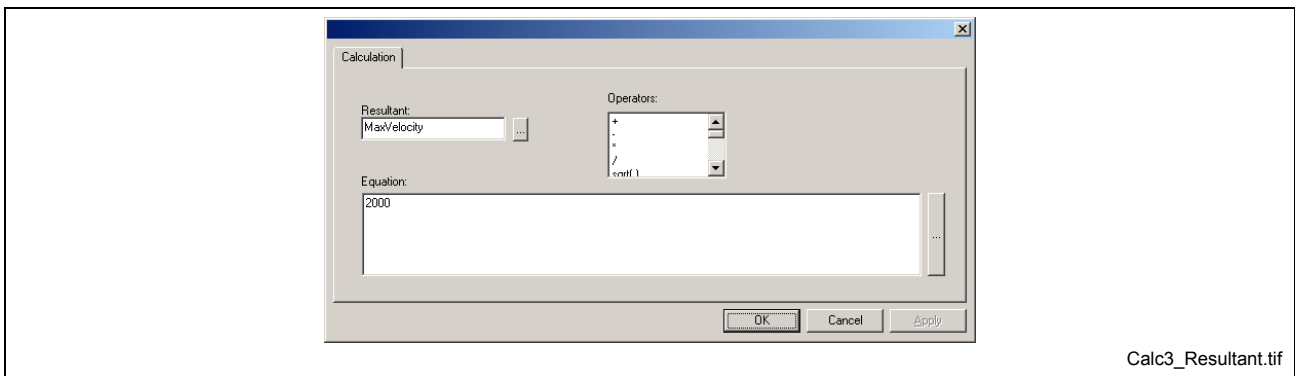 Calculation
Resultant:
MaxVelocity
...
Operators:
+
-
*
/
sqrt( )
Equation:
2000
...
OK
Cancel
Apply
Calc3_Resultant.tif